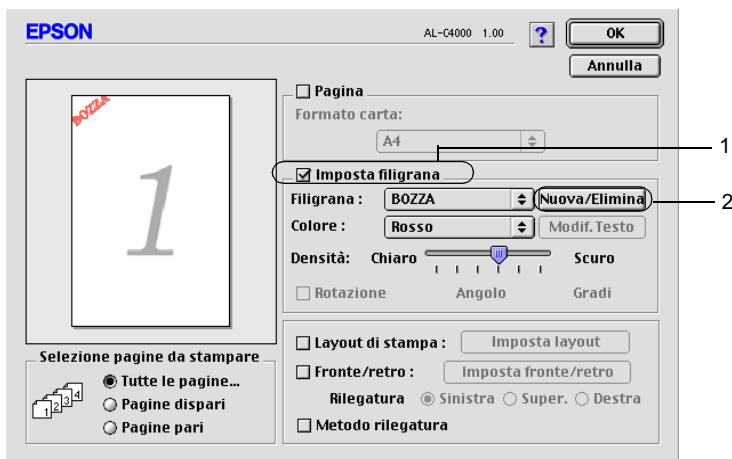 EPSON
AL-C4000 1.00
?
OK
Annulla
BOZZA
1
Pagina
Formato carta:
A4
1
Imposta filigrana
Filigrana : BOZZA Nuova/Elimina
2
Colore : Rosso Modif. Testo
Densità: Chiaro Scuro
Rotazione Angolo Gradi
Layout di stampa : Imposta layout
Fronte/retro : Imposta fronte/retro
Rilegatura Sinistra Super. Destra
Metodo rilegatura
Selezione pagine da stampare
1 2 3 4
Tutte le pagine...
Pagine dispari
Pagine pari